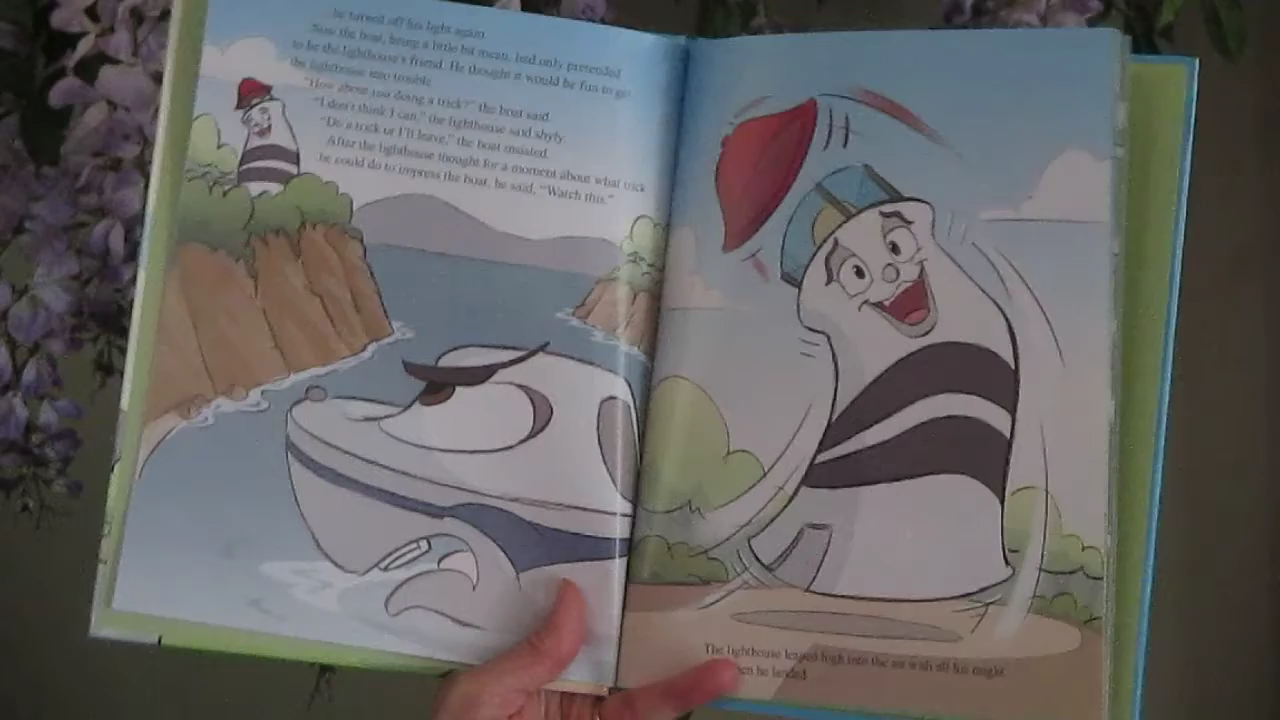 he turned off his light again.
Now the boat, being a little bit mean, had only pretended
to be the lighthouse's friend. He thought it would be fun to get
the lighthouse into trouble.
"How about you doing a trick?" the boat said.
"I don't think I can," the lighthouse said shyly.
"Do a trick or I'll leave," the boat insisted.
After the lighthouse thought for a moment about what trick
he could do to impress the boat, he said, "Watch this."
The lighthouse leaped high into the air with all his might
he landed